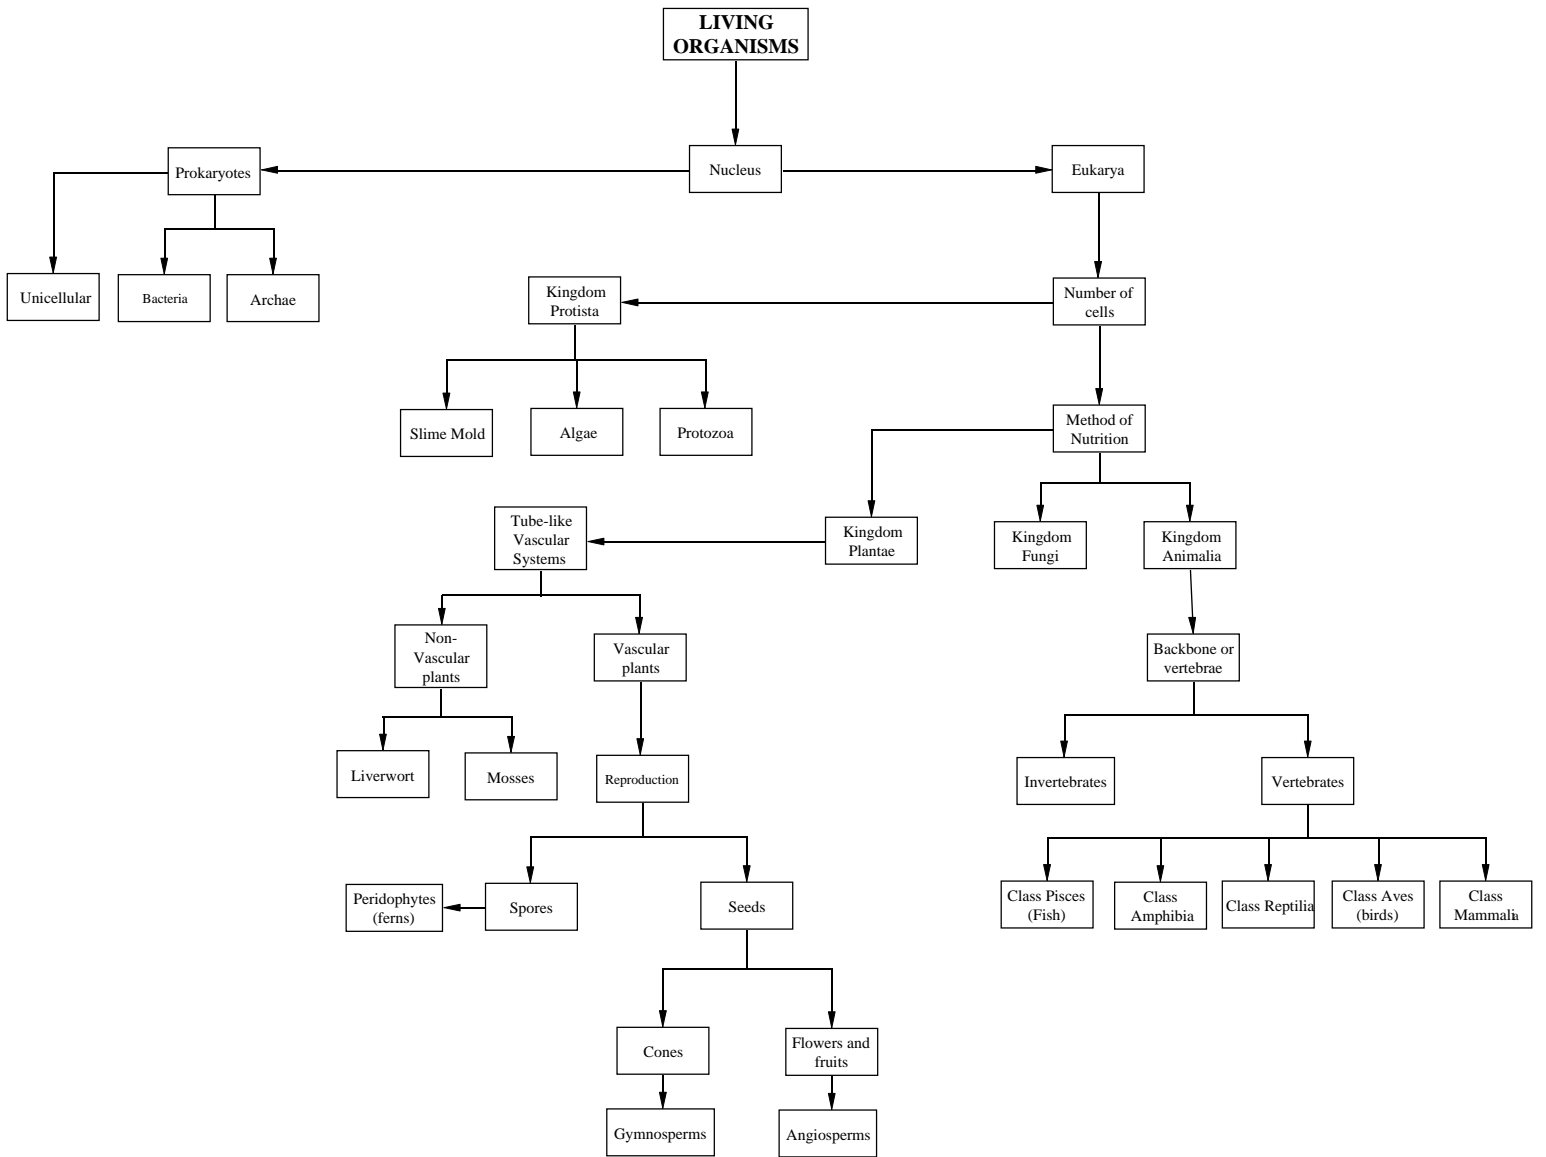 LIVING
ORGANISMS
Prokaryotes
Nucleus
Eukarya
Unicellular
Bacteria
Archae
Kingdom
Protista
Number of
cells
Slime Mold
Algae
Protozoa
Method of
Nutrition
Tube-like
Vascular
Systems
Kingdom
Plantae
Kingdom
Fungi
Kingdom
Animalia
Non-
Vascular
plants
Vascular
plants
Backbone or
vertebrae
Liverwort
Mosses
Reproduction
Invertebrates
Vertebrates
Peridophytes
(ferns)
Spores
Seeds
Class Pisces
(Fish)
Class
Amphibia
Class Reptilia
Class Aves
(birds)
Class
Mammalia
Cones
Flowers and
fruits
Gymnosperms
Angiosperms